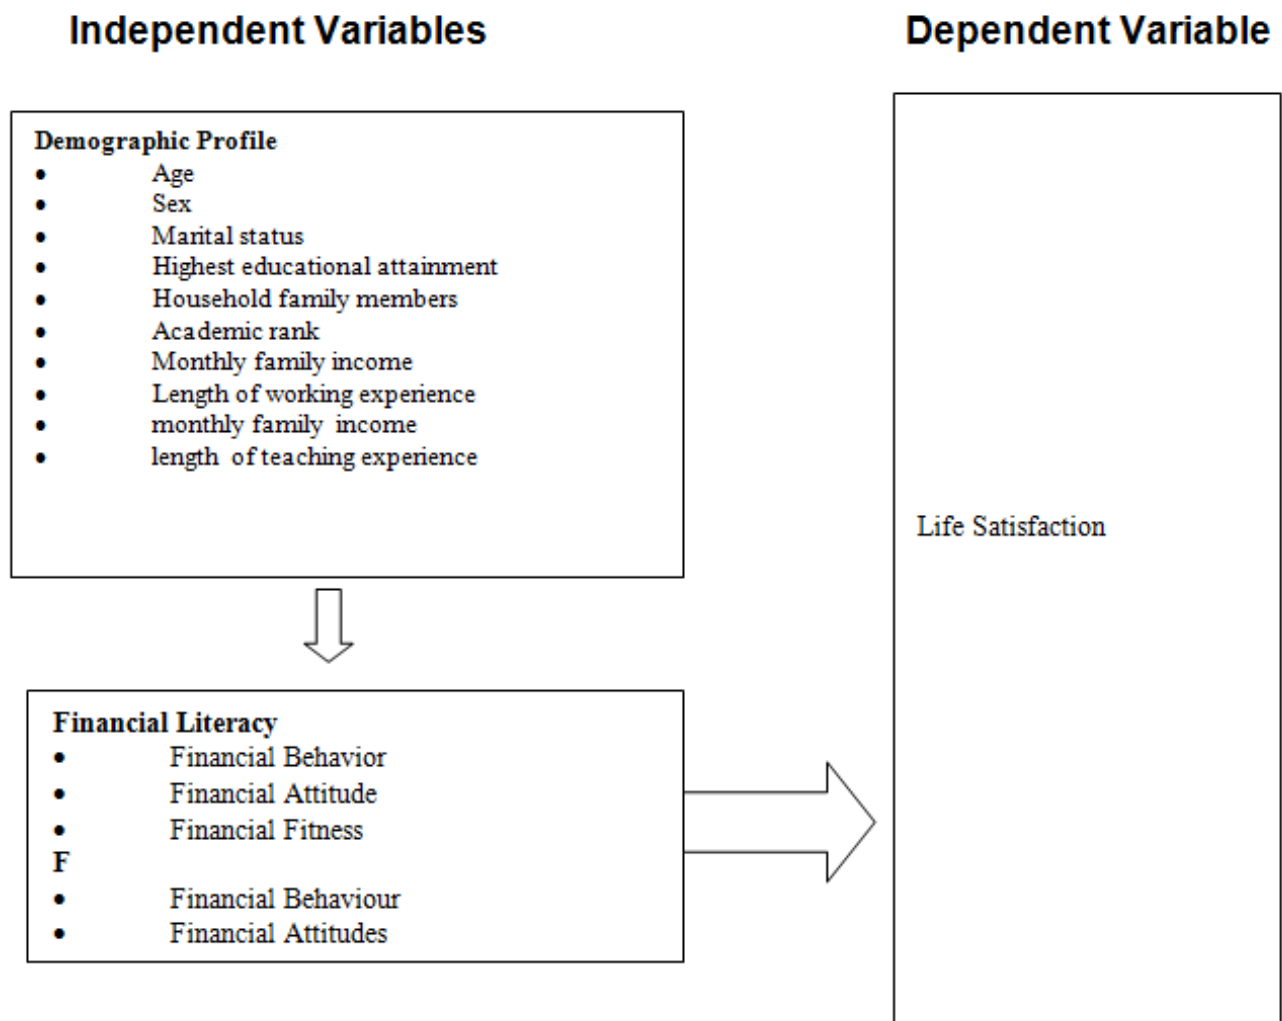 Independent Variables
Dependent Variable
Demographic Profile
• Age
• Sex
• Marital status
• Highest educational attainment
• Household family members
• Academic rank
• Monthly family income
• Length of working experience
• monthly family income
• length of teaching experience
Life Satisfaction
Financial Literacy
• Financial Behavior
• Financial Attitude
• Financial Fitness
F
• Financial Behaviour
• Financial Attitudes